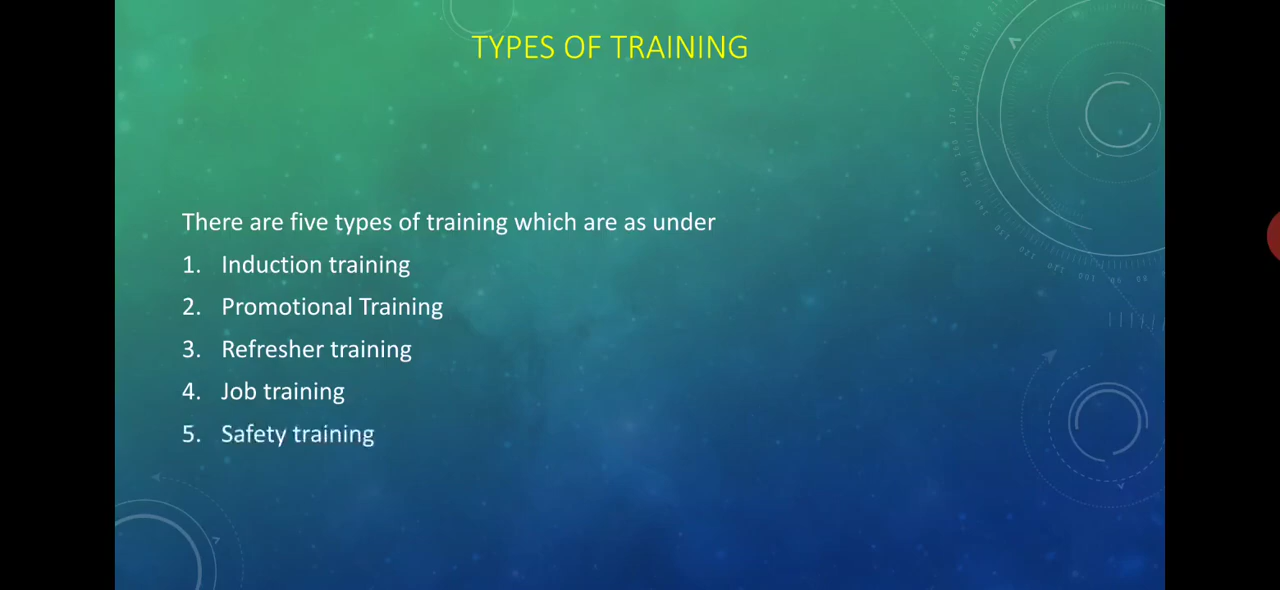 TYPES OF TRAINING
There are five types of training which are as under
1. Induction training
2. Promotional Training
3. Refresher training
4. Job training
5. Safety training